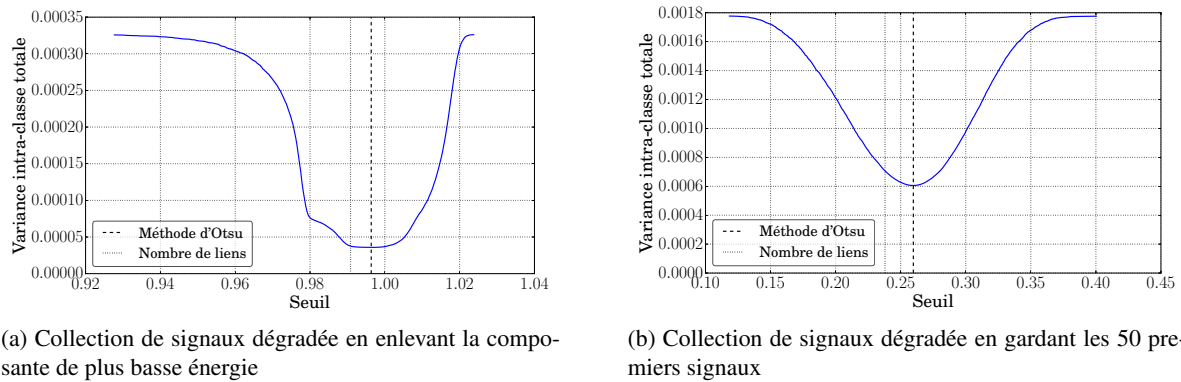 0.00035
0.00030
0.00025
0.00020
0.00015
0.00010
0.00005
0.00000
Variance intra-classe totale
0.92 0.94 0.96 0.98 1.00 1.02 1.04
Seuil
Méthode d'Otsu
Nombre de liens
(a) Collection de signaux dégradée en enlevant la compo-
sante de plus basse énergie
0.0018
0.0016
0.0014
0.0012
0.0010
0.0008
0.0006
0.0004
0.0002
0.0000
Variance intra-classe totale
0.10 0.15 0.20 0.25 0.30 0.35 0.40 0.45
Seuil
Méthode d'Otsu
Nombre de liens
(b) Collection de signaux dégradée en gardant les 50 pre-
miers signaux